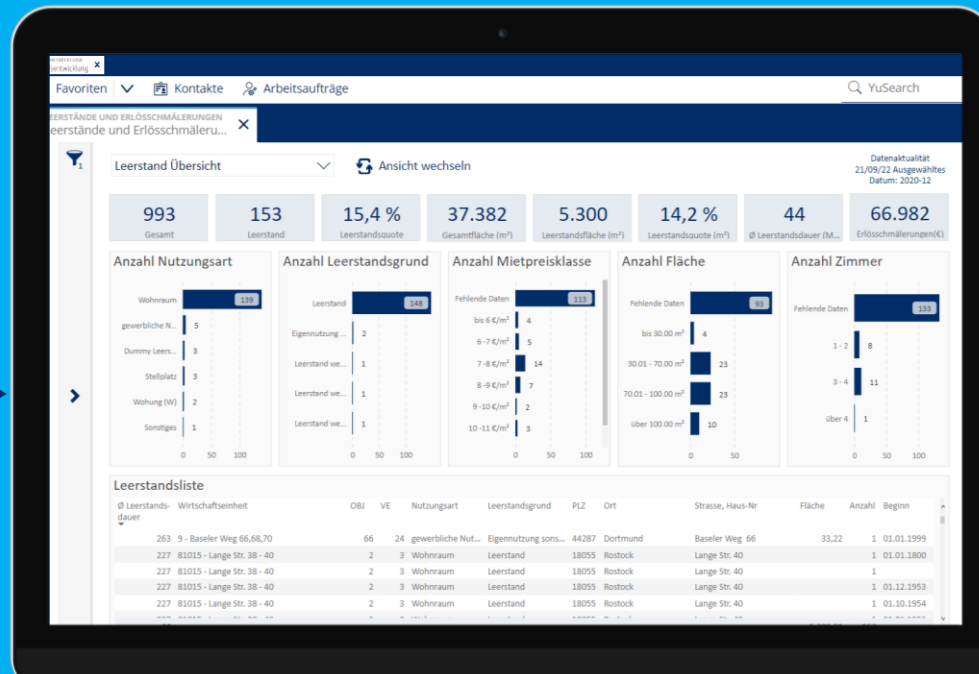 Favoriten
Kontakte
Arbeitsaufträge
YuSearch
LEERSTÄNDE UND ERLÖSSCHMÄLERUNGEN
Leerstände und Erlösschmäleru...
1
Leerstand Übersicht
Ansicht wechseln
Datenaktualität
21/09/22 Ausgewähltes
Datum: 2020-12
993
Gesamt
153
Leerstand
15,4 %
Leerstandsquote
37.382
Gesamtfläche (m²)
5.300
Leerstandsfläche (m²)
14,2 %
Leerstandsquote (m²)
44
Ø Leerstandsdauer (M...
66.982
Erlösschmälerungen(€)
Anzahl Nutzungsart
Wohnraum 139
gewerbliche N... 5
Dummy Leers... 3
Stellplatz 3
Wohung (W) 2
Sonstiges 1
0 50 100
Anzahl Leerstandsgrund
Leerstand 148
Eigennutzung ... 2
Leerstand we... 1
Leerstand we... 1
Leerstand we... 1
0 50 100
Anzahl Mietpreisklasse
Fehlende Daten 113
bis 6 €/m² 4
6 -7 €/m² 5
7 -8 €/m² 14
8 -9 €/m² 7
9 -10 €/m² 2
10 -11 €/m² 3
0 50 100
Anzahl Fläche
Fehlende Daten 93
bis 30.00 m² 4
30.01 - 70.00 m² 23
70.01 - 100.00 m² 23
über 100.00 m² 10
0 50
Anzahl Zimmer
Fehlende Daten 133
1 - 2 8
3 - 4 11
über 4 1
0 50 100
Leerstandsliste
Ø Leerstands- Wirtschaftseinheit OBJ VE Nutzungsart Leerstandsgrund PLZ Ort Strasse, Haus-Nr Fläche Anzahl Beginn
dauer
263 9 - Baseler Weg 66,68,70 66 24 gewerbliche Nut... Eigennutzung sons... 44287 Dortmund Baseler Weg 66 33,22 1 01.01.1999
227 81015 - Lange Str. 38 - 40 2 3 Wohnraum Leerstand 18055 Rostock Lange Str. 40 1 01.01.1800
227 81015 - Lange Str. 38 - 40 2 3 Wohnraum Leerstand 18055 Rostock Lange Str. 40 1
227 81015 - Lange Str. 38 - 40 2 3 Wohnraum Leerstand 18055 Rostock Lange Str. 40 1 01.12.1953
227 81015 - Lange Str. 38 - 40 2 3 Wohnraum Leerstand 18055 Rostock Lange Str. 40 1 01.10.1954